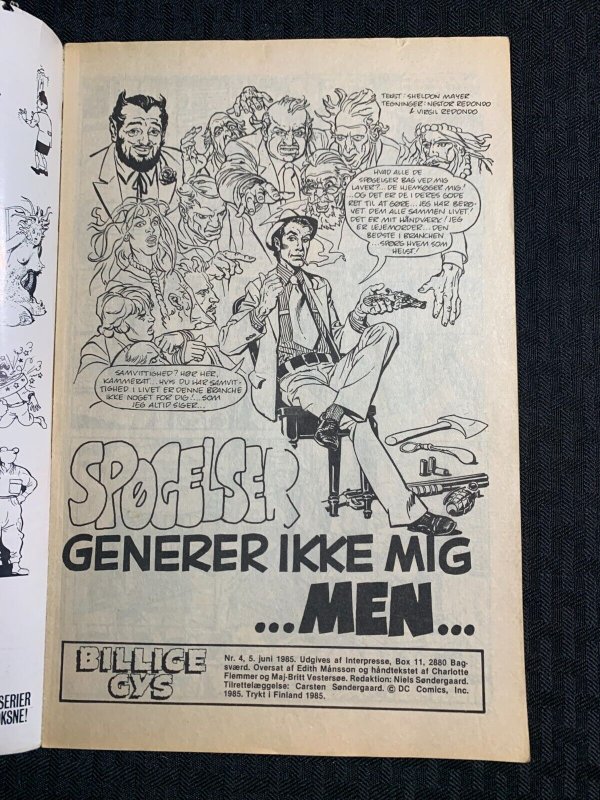 TEKST: SHELDON MAYER
TEGNINGER: NESTOR REDONDO
& VIRGIL REDONDO
HVAD ALLE DE
SPØGELSER BAG VED MIG
LAVER?.. DE HJEMSØGER MIG!
..OG DET ER DE I DERES GODE
RET TIL AT GØRE...JEG HAR BERØ-
VET DEM ALLE SAMMEN LIVET!
DET ER MIT HÅNDVÆRK! JEG
ER LEJEMORDER...DEN
BEDSTE I BRANCHEN
..SPØRG HVEM SOM
HELST!
SAMVITTIGHED? HØR HER,
KAMMERAT...HVIS DU HAR SAMVIT-
TIGHED I LIVET ER DENNE BRANCHE
IKKE NOGET FOR DIG!...SOM
JEG ALTID SIGER...
SPØGELSER
GENERER IKKE MIG
...MEN...
BILLIGE
GYS
Nr. 4, 5. juni 1985. Udgives af Interpresse, Box 11, 2880 Bag-
sværd. Oversat af Edith Månsson og håndtekstet af Charlotte
Flemmer og Maj-Britt Vestersøe. Redaktion: Niels Søndergaard.
Tilrettelæggelse: Carsten Søndergaard. © DC Comics, Inc.
1985. Trykt i Finland 1985.
SERIER
OKSNE!